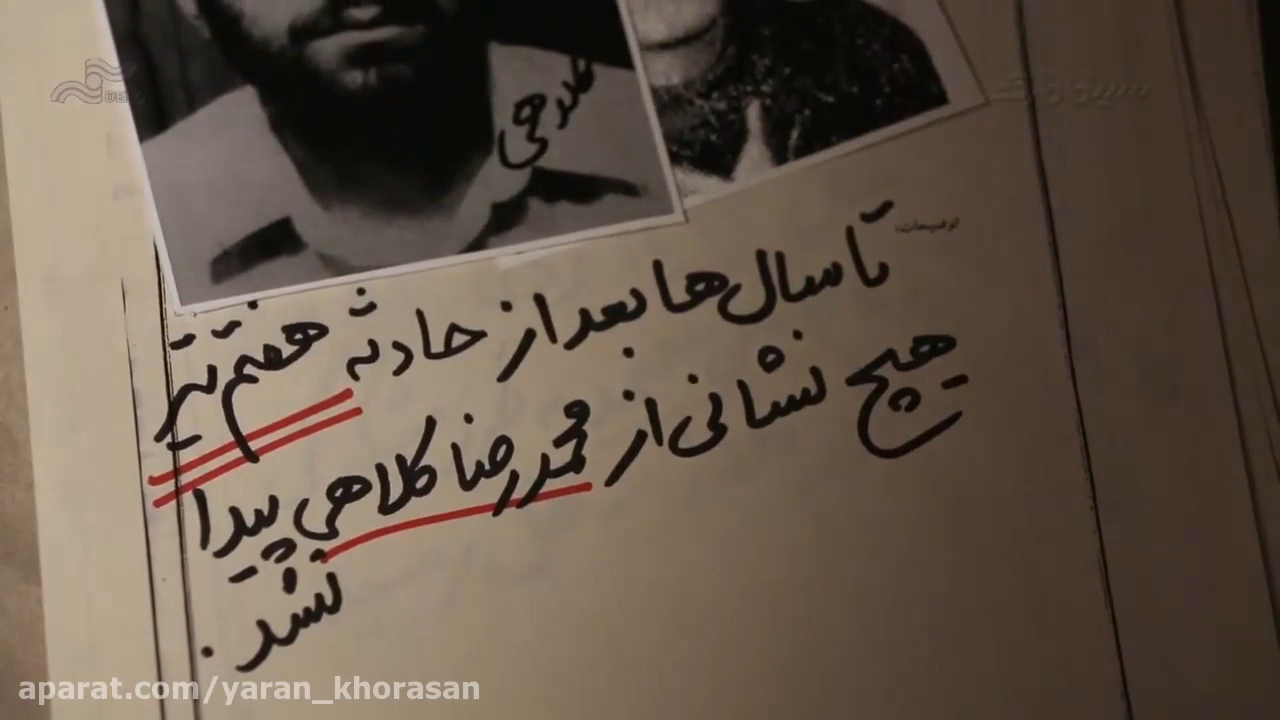 کلاهی
توضیحات:
تا سال ها بعد از حادثه هفتم تیر
هیچ نشانی از محمدرضا کلاهی پیدا
نشد.
aparat.com/yaran_khorasan